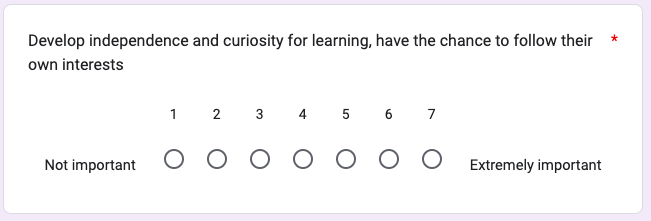 Develop independence and curiosity for learning, have the chance to follow their *
own interests
1 2 3 4 5 6 7
Not important Extremely important